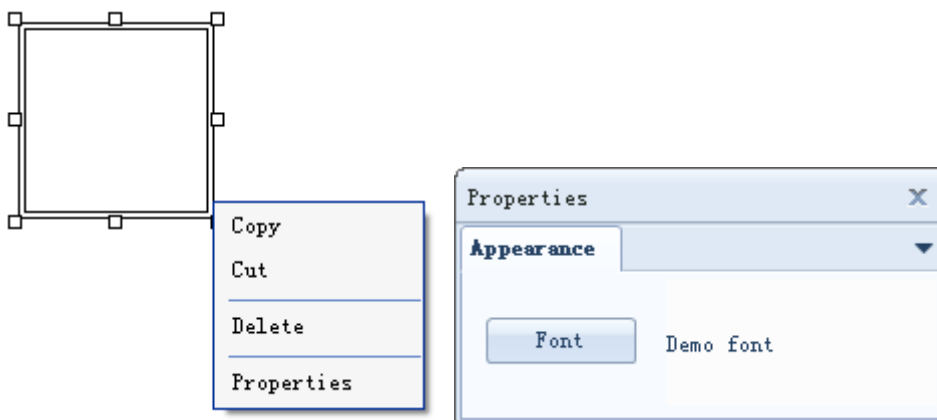 Copy
Cut
Delete
Properties
Properties
Appearance
Font
Demo font